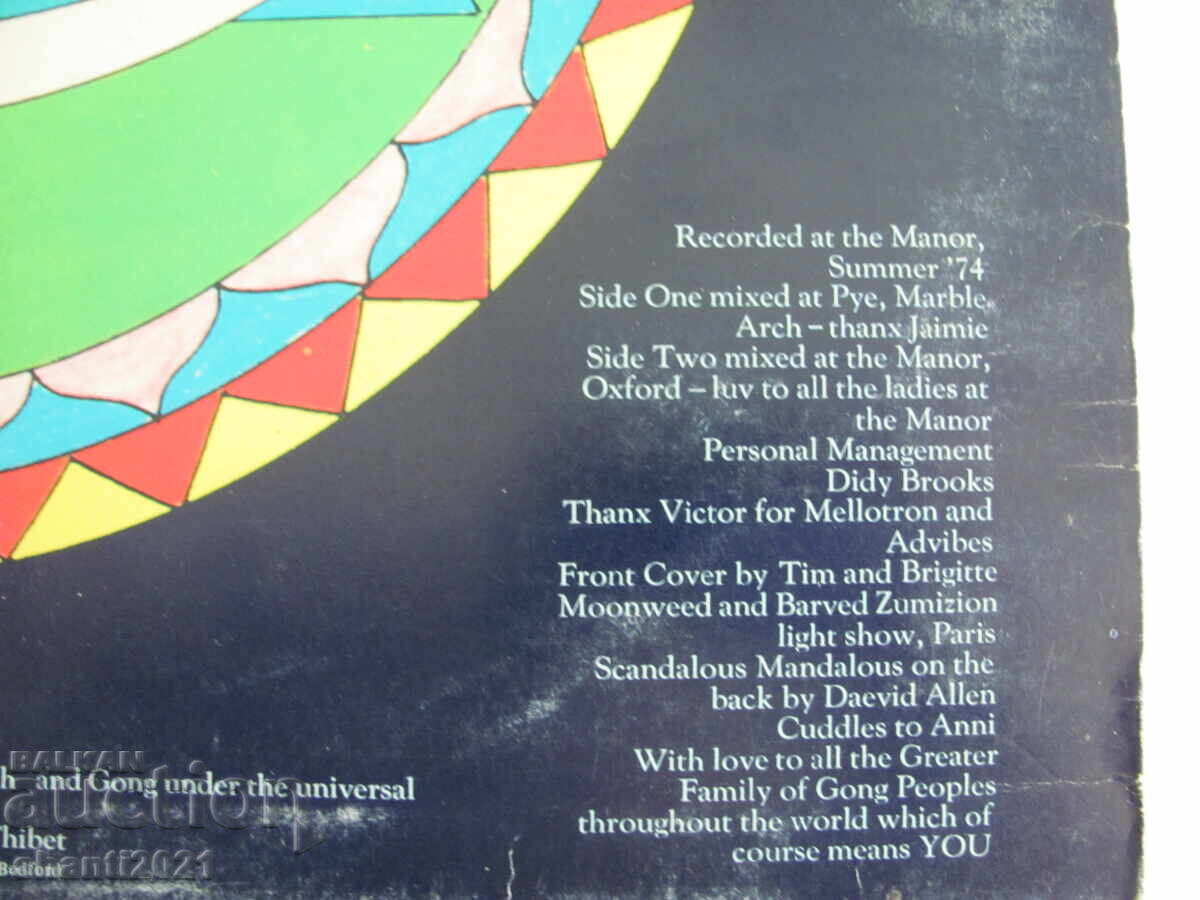 Recorded at the Manor,
Summer '74
Side One mixed at Pye, Marble
Arch – thanx Jaimie
Side Two mixed at the Manor,
Oxford – luv to all the ladies at
the Manor
Personal Management
Didy Brooks
Thanx Victor for Mellotron and
Advibes
Front Cover by Tim and Brigitte
Moonweed and Barved Zumizion
light show, Paris
Scandalous Mandalous on the
back by Daevid Allen
Cuddles to Anni
With love to all the Greater
Family of Gong Peoples
throughout the world which of
course means YOU
and Gong under the universal
Thibet
Bedford
BALKAN
auction
shanti2021